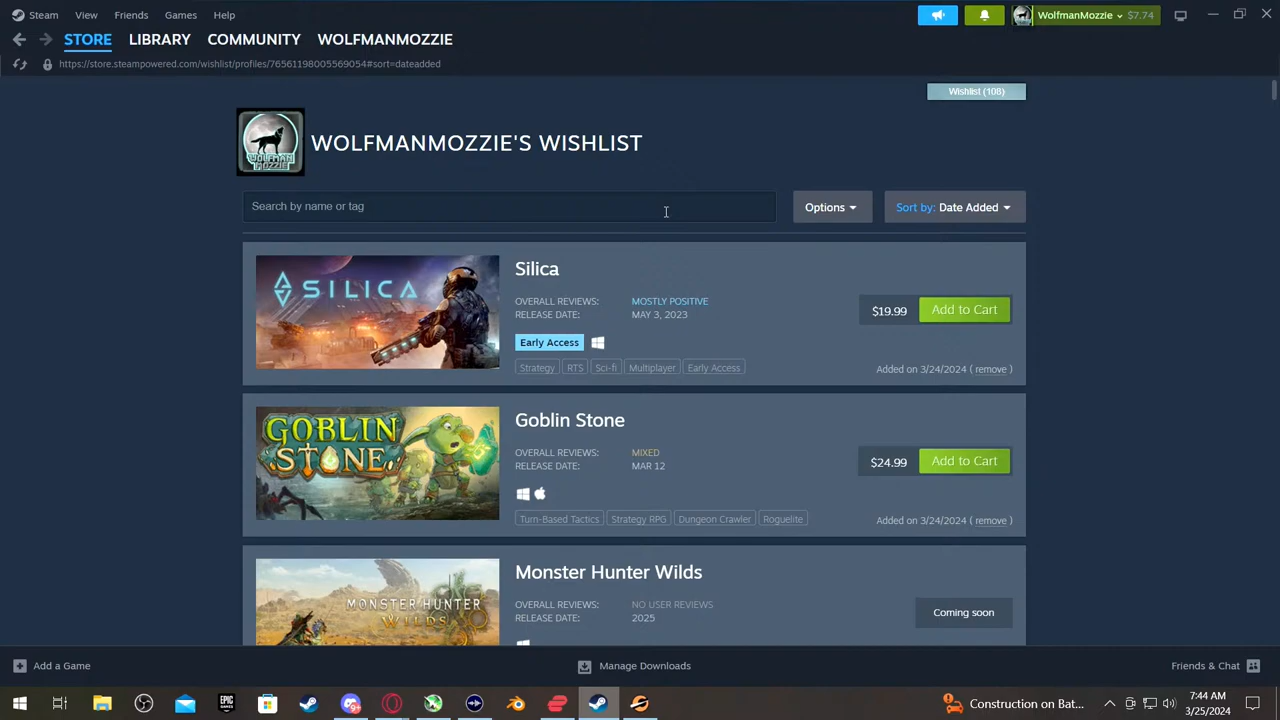 Steam View Friends Games Help WolfmanMozzie $7.74
STORE LIBRARY COMMUNITY WOLFMANMOZZIE
https://store.steampowered.com/wishlist/profiles/76561198005569054#sort=dateadded
Wishlist (108)
WOLFMAN
MOZZIE
WOLFMANMOZZIE'S WISHLIST
Search by name or tag
Options
Sort by: Date Added
SILICA
Silica
OVERALL REVIEWS: MOSTLY POSITIVE
RELEASE DATE: MAY 3, 2023
$19.99 Add to Cart
Early Access
Strategy RTS Sci-fi Multiplayer Early Access
Added on 3/24/2024 ( remove )
GOBLIN
STONE
Goblin Stone
OVERALL REVIEWS: MIXED
RELEASE DATE: MAR 12
$24.99 Add to Cart
Turn-Based Tactics Strategy RPG Dungeon Crawler Roguelite
Added on 3/24/2024 ( remove )
MONSTER HUNTER
WILDS
Monster Hunter Wilds
OVERALL REVIEWS: NO USER REVIEWS
RELEASE DATE: 2025
Coming soon
Add a Game
Manage Downloads
Friends & Chat
EPIC
GAMES
9+
Construction on Bat...
7:44 AM
3/25/2024